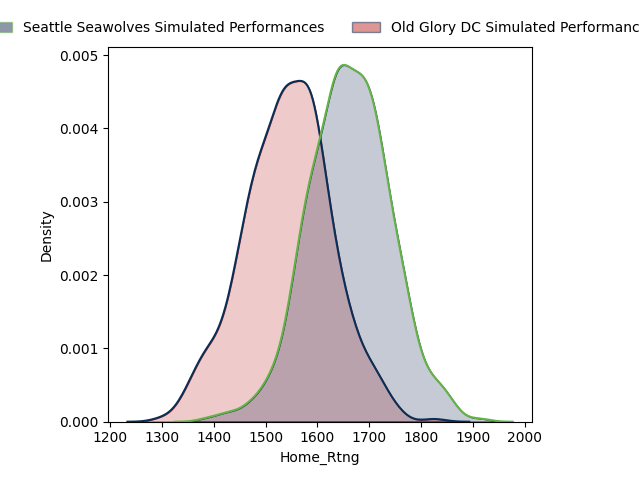 Seattle Seawolves Simulated Performances
Old Glory DC Simulated
0.005
0.004
0.003
0.002
0.001
0.000
Density
1200 1300 1400 1500 1600 1700 1800 1900 2000
Home_Rtng